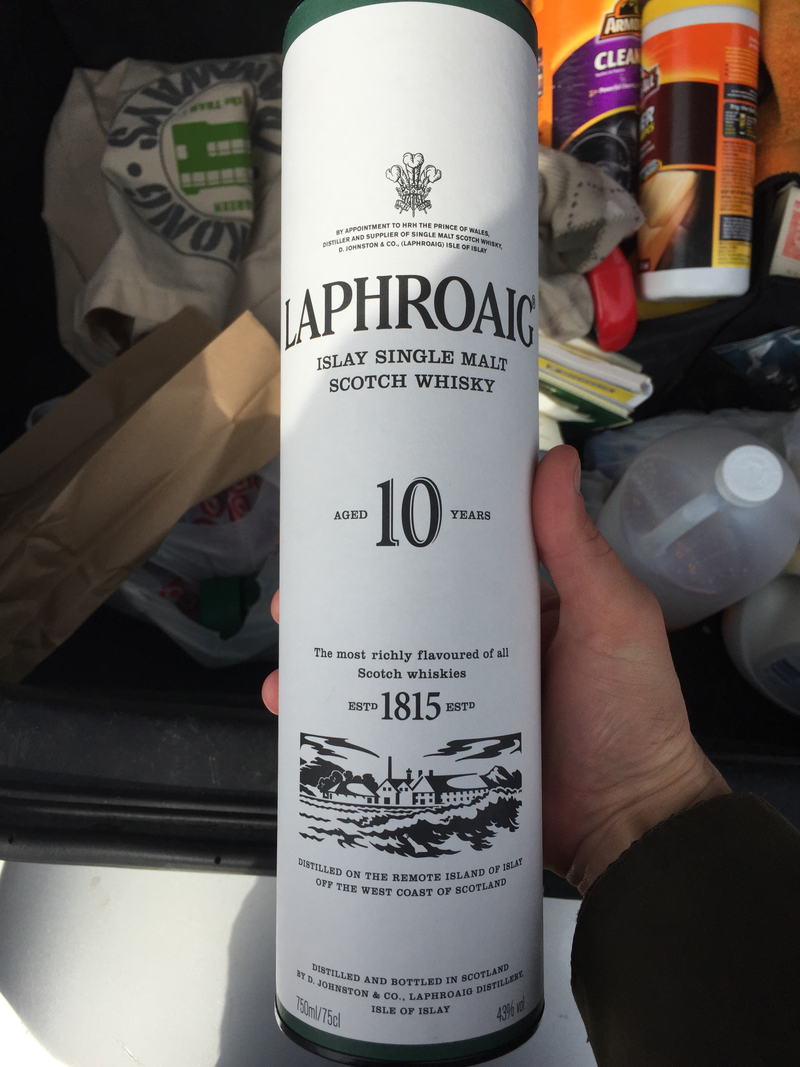 BY APPOINTMENT TO HRH THE PRINCE OF WALES,
DISTILLER AND SUPPLIER OF SINGLE MALT SCOTCH WHISKY,
D. JOHNSTON & CO., (LAPHROAIG) ISLE OF ISLAY
LAPHROAIG®
ISLAY SINGLE MALT
SCOTCH WHISKY
AGED 10 YEARS
The most richly flavoured of all
Scotch whiskies
ESTD 1815 ESTD
DISTILLED ON THE REMOTE ISLAND OF ISLAY
OFF THE WEST COAST OF SCOTLAND
DISTILLED AND BOTTLED IN SCOTLAND
BY D. JOHNSTON & CO., LAPHROAIG DISTILLERY,
ISLE OF ISLAY
750ml/75cl
43% vol
CLEAN